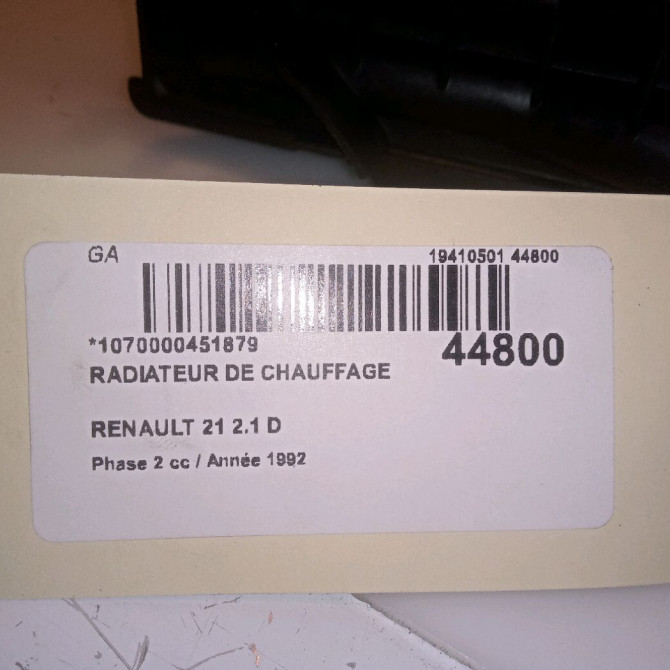 GA
19410501 44800
*1070000451879
44800
RADIATEUR DE CHAUFFAGE
RENAULT 21 2.1 D
Phase 2 cc / Année 1992